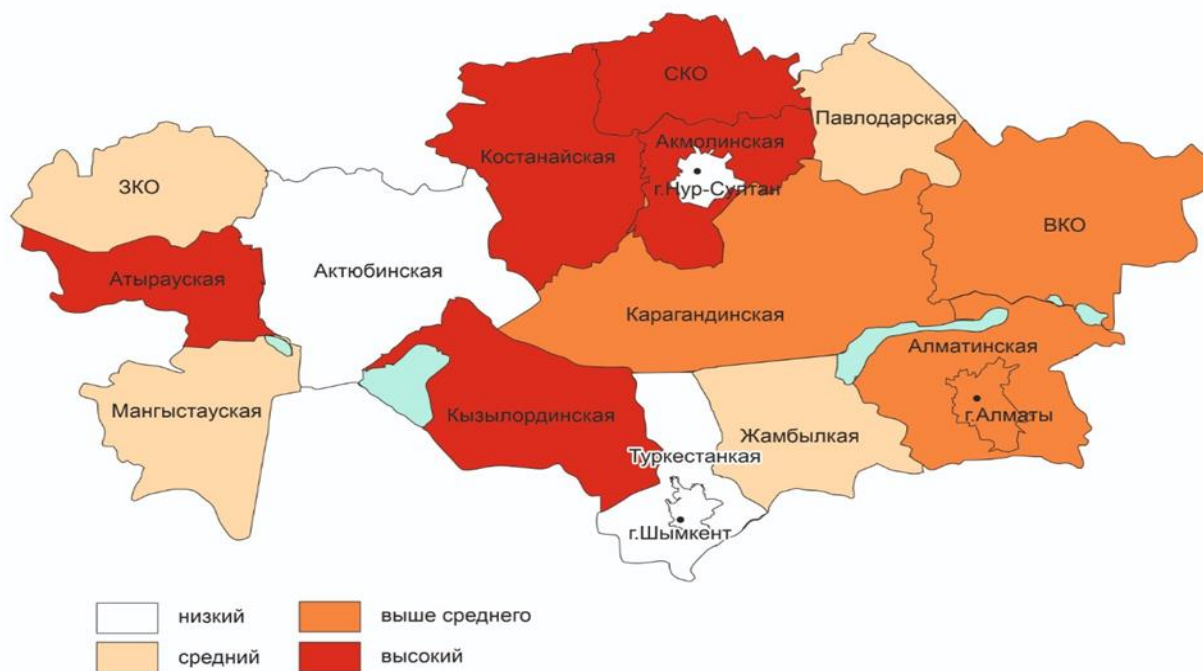 СКО
Павлодарская
Акмолинская
Костанайская
г.Нур-Султан
ЗКО
ВКО
Атырауская
Актюбинская
Карагандинская
Алматинская
Мангыстауская
Кызылординская
г.Алматы
Жамбылкая
Туркестанкая
г.Шымкент
низкий
выше среднего
средний
высокий